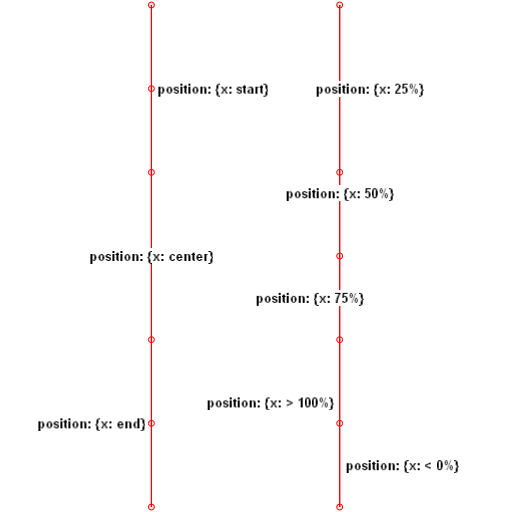 position: {x: start}
position: {x: 25%}
position: {x: 50%}
position: {x: center}
position: {x: 75%}
position: {x: > 100%}
position: {x: end}
position: {x: < 0%}